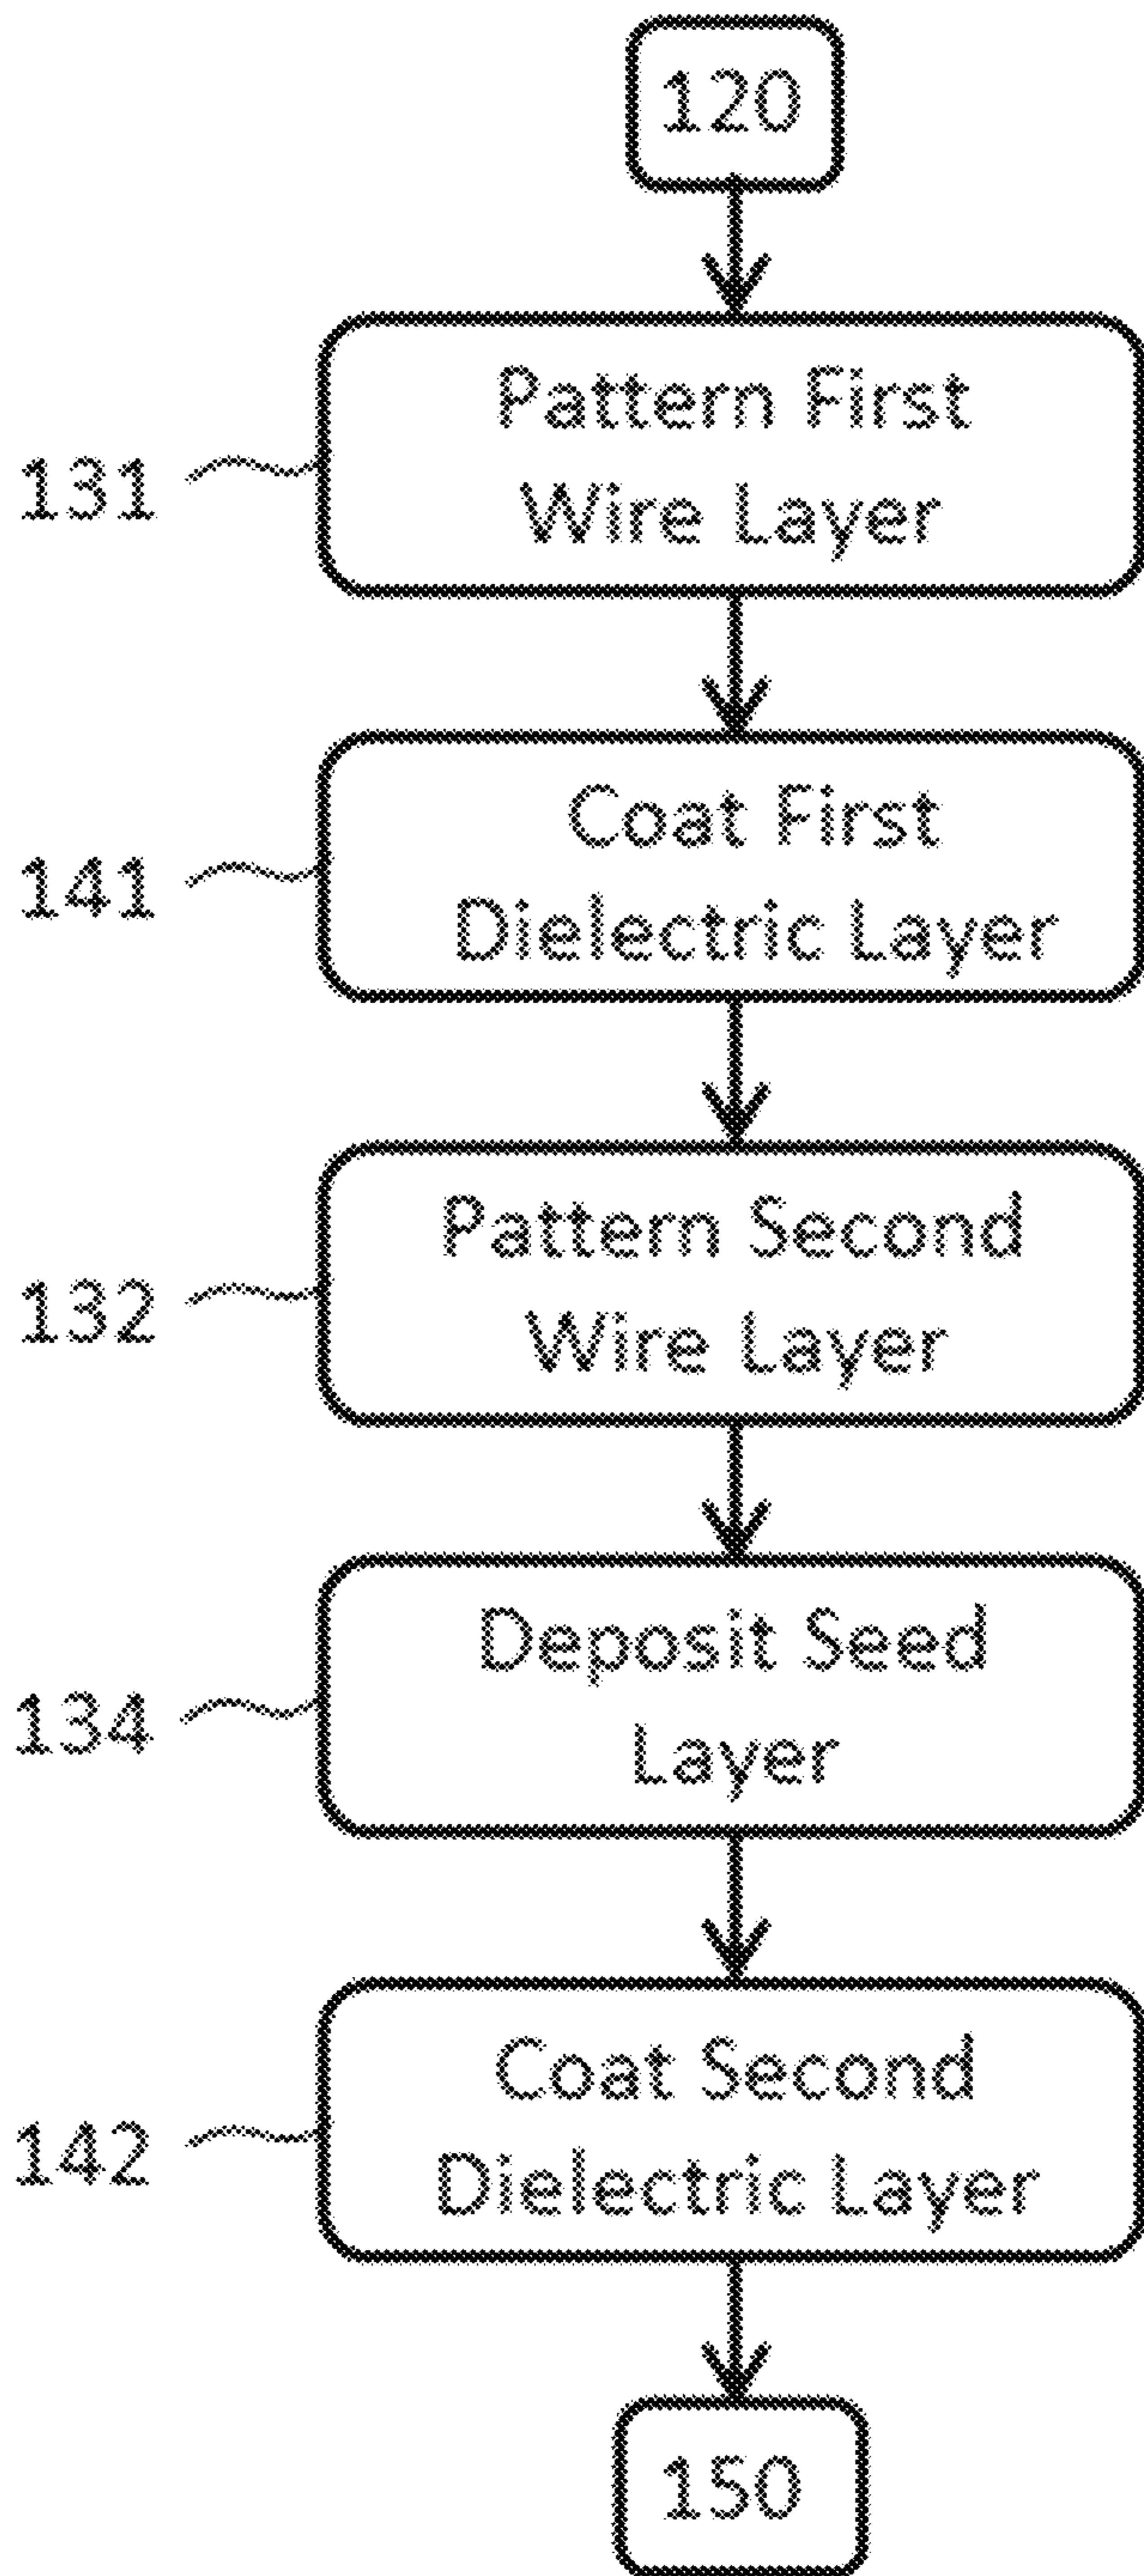 120
Pattern First
Wire Layer
131
Coat First
Dielectric Layer
141
Pattern Second
Wire Layer
132
Deposit Seed
Layer
134
Coat Second
Dielectric Layer
142
150